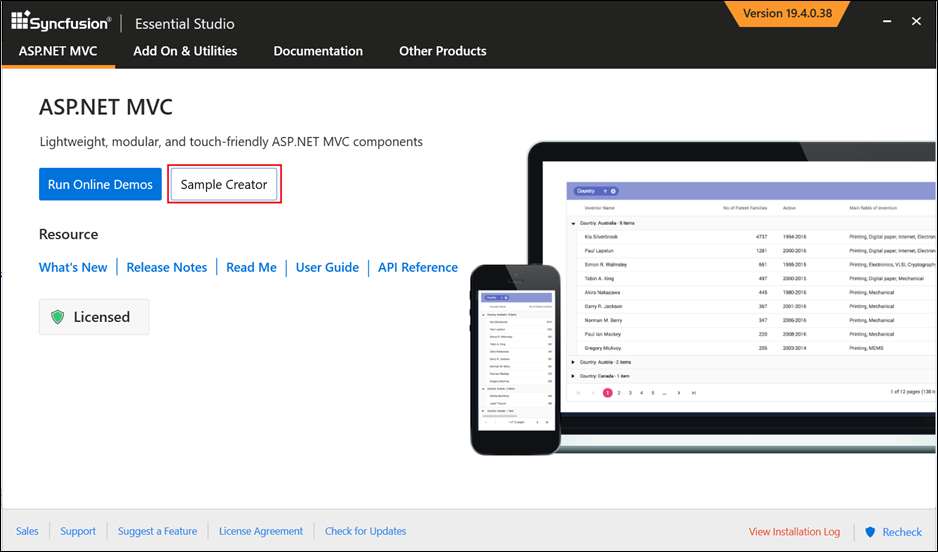 Syncfusion® Essential Studio
Version 19.4.0.38
ASP.NET MVC Add On & Utilities Documentation Other Products
ASP.NET MVC
Lightweight, modular, and touch-friendly ASP.NET MVC components
Run Online Demos Sample Creator
Resource
What's New Release Notes Read Me User Guide API Reference
Licensed
Country
Inventor Name No of Patent Families Active Main fields of invention
Country: Australia - 9 items
Kia Silverbrook 4737 1994-2016 Printing, Digital paper, Internet, Electron
Paul Lapstun 1281 2000-2016 Printing, Digital paper, Internet, Electron
Simon R. Walmsley 651 1995-2015 Printing, Electronics, VLSI, Cryptography
Tobin A. King 497 2000-2015 Printing, Digital paper, Mechanical
Akira Nakazawa 445 1980-2016 Printing, Mechanical
Garry R. Jackson 367 2001-2016 Printing, Mechanical
Norman M. Berry 347 2006-2016 Printing, Mechanical
Paul Ian Mackey 220 2008 2016 Printing, Mechanical
Gregory McAvoy 205 2003-2014 Printing, MEMS
Country: Austria - 2 items
Country: Canada - 1 item
1 2 3 4 5 ... 1 of 12 pages (138 it
Sales Support Suggest a Feature License Agreement Check for Updates View Installation Log Recheck